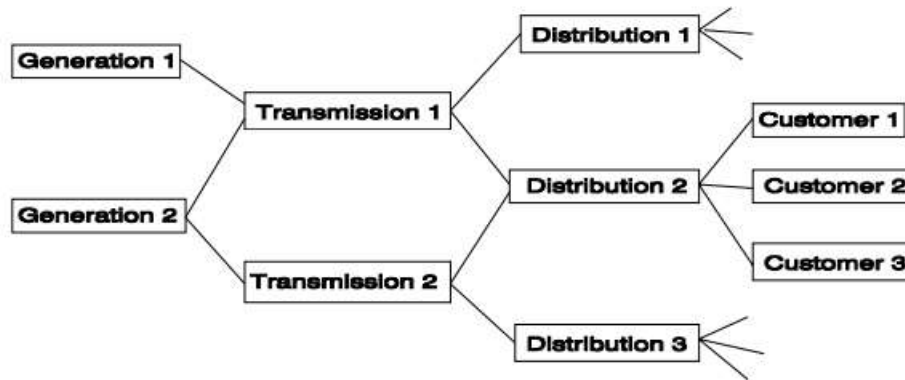 Generation 1
Generation 2
Transmission 1
Transmission 2
Distribution 1
Distribution 2
Distribution 3
Customer 1
Customer 2
Customer 3